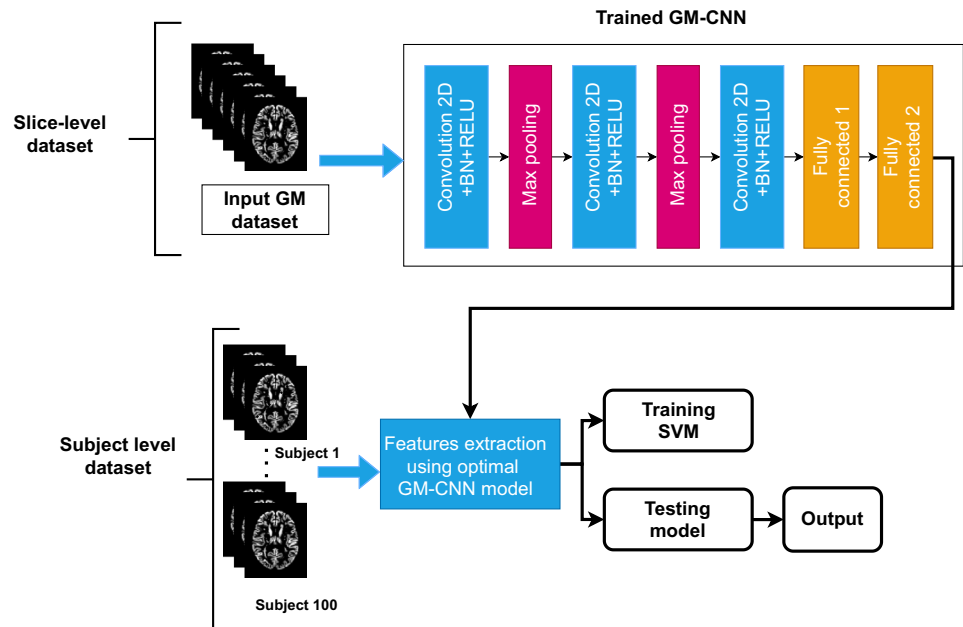 Trained GM-CNN
Slice-level
dataset
Input GM
dataset
Convolution 2D
+BN+RELU
Max pooling
Convolution 2D
+BN+RELU
Max pooling
Convolution 2D
+BN+RELU
Fully
connected 1
Fully
connected 2
Subject level
dataset
Subject 1
Subject 100
Features extraction
using optimal
GM-CNN model
Training
SVM
Testing
model
Output